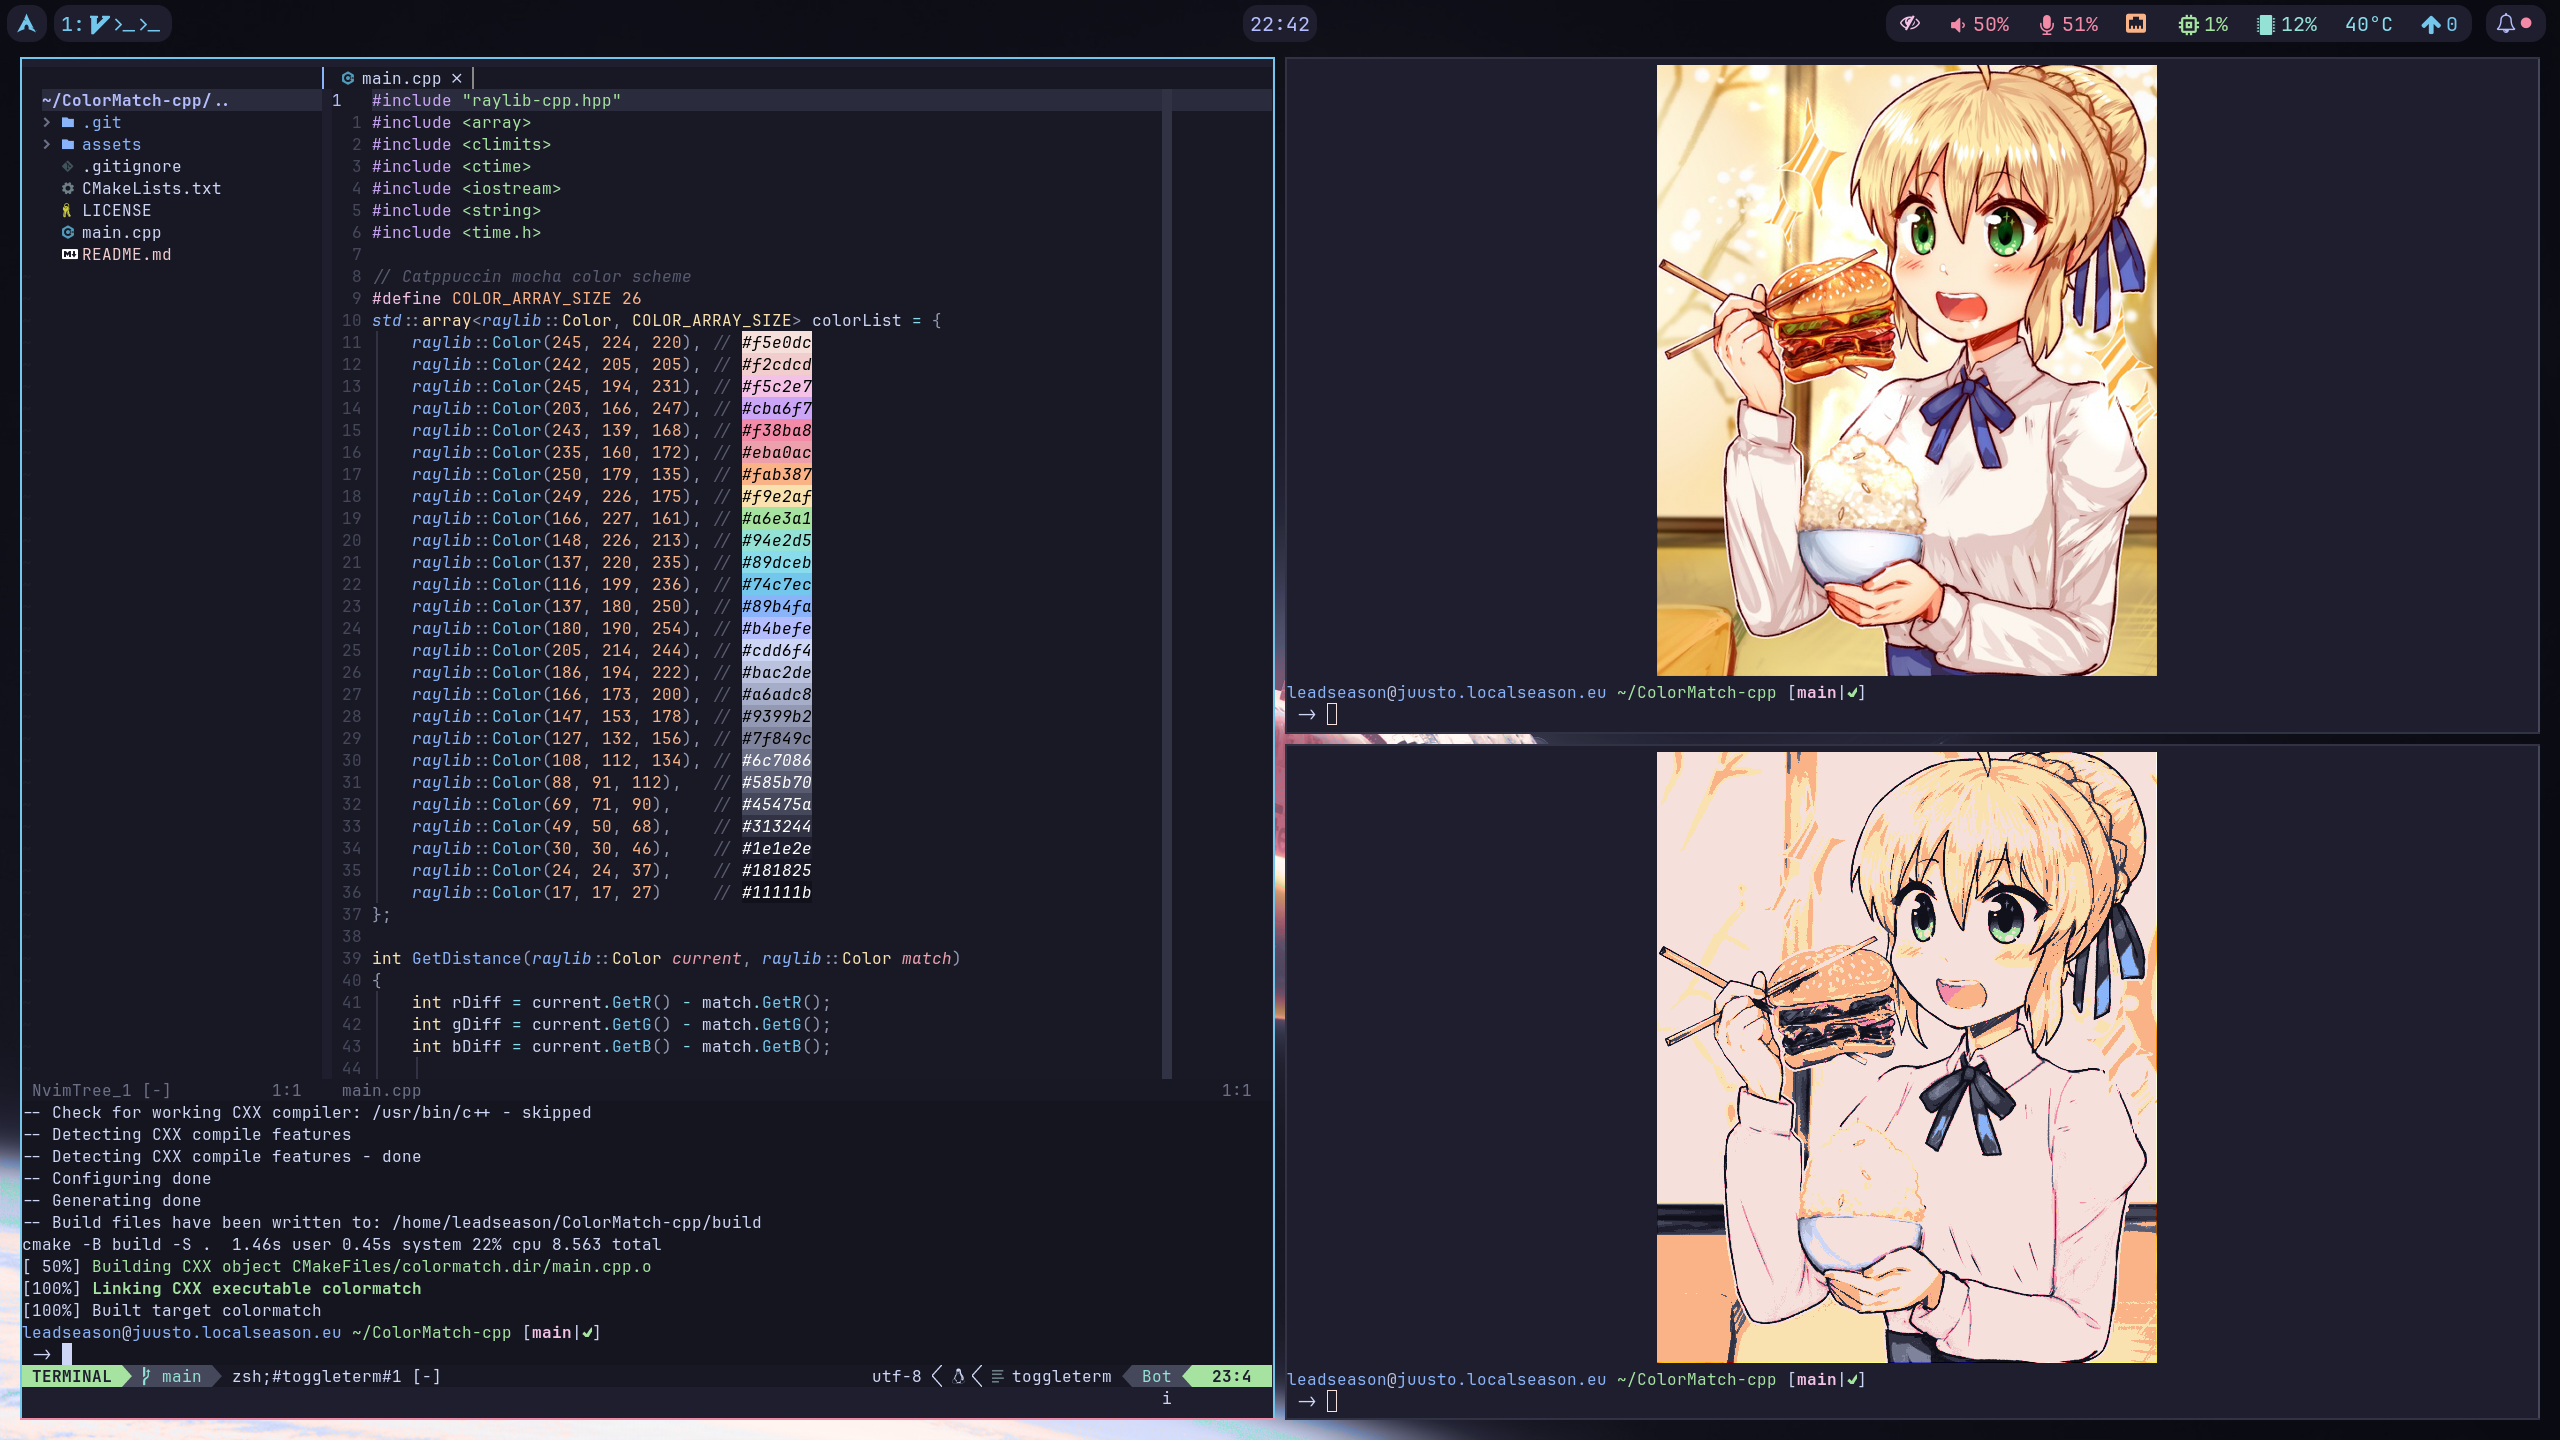 1: >_ >_
22:42
50% 51% 1% 12% 40°C 0
main.cpp ×
~/ColorMatch-cpp/..
> .git
> assets
.gitignore
CMakeLists.txt
LICENSE
main.cpp
README.md
1 #include "raylib-cpp.hpp"
1 #include <array>
2 #include <climits>
3 #include <ctime>
4 #include <iostream>
5 #include <string>
6 #include <time.h>
7
8 // Catppuccin mocha color scheme
9 #define COLOR_ARRAY_SIZE 26
10 std::array<raylib::Color, COLOR_ARRAY_SIZE> colorList = {
11 raylib::Color(245, 224, 220), // #f5e0dc
12 raylib::Color(242, 205, 205), // #f2cdcd
13 raylib::Color(245, 194, 231), // #f5c2e7
14 raylib::Color(203, 166, 247), // #cba6f7
15 raylib::Color(243, 139, 168), // #f38ba8
16 raylib::Color(235, 160, 172), // #eba0ac
17 raylib::Color(250, 179, 135), // #fab387
18 raylib::Color(249, 226, 175), // #f9e2af
19 raylib::Color(166, 227, 161), // #a6e3a1
20 raylib::Color(148, 226, 213), // #94e2d5
21 raylib::Color(137, 220, 235), // #89dceb
22 raylib::Color(116, 199, 236), // #74c7ec
23 raylib::Color(137, 180, 250), // #89b4fa
24 raylib::Color(180, 190, 254), // #b4befe
25 raylib::Color(205, 214, 244), // #cdd6f4
26 raylib::Color(186, 194, 222), // #bac2de
27 raylib::Color(166, 173, 200), // #a6adc8
28 raylib::Color(147, 153, 178), // #9399b2
29 raylib::Color(127, 132, 156), // #7f849c
30 raylib::Color(108, 112, 134), // #6c7086
31 raylib::Color(88, 91, 112), // #585b70
32 raylib::Color(69, 71, 90), // #45475a
33 raylib::Color(49, 50, 68), // #313244
34 raylib::Color(30, 30, 46), // #1e1e2e
35 raylib::Color(24, 24, 37), // #181825
36 raylib::Color(17, 17, 27) // #11111b
37 };
38
39 int GetDistance(raylib::Color current, raylib::Color match)
40 {
41 int rDiff = current.GetR() - match.GetR();
42 int gDiff = current.GetG() - match.GetG();
43 int bDiff = current.GetB() - match.GetB();
44
NvimTree_1 [-] 1:1 main.cpp 1:1
-- Check for working CXX compiler: /usr/bin/c++ - skipped
-- Detecting CXX compile features
-- Detecting CXX compile features - done
-- Configuring done
-- Generating done
-- Build files have been written to: /home/leadseason/ColorMatch-cpp/build
cmake -B build -S . 1.46s user 0.45s system 22% cpu 8.563 total
[ 50%] Building CXX object CMakeFiles/colormatch.dir/main.cpp.o
[100%] Linking CXX executable colormatch
[100%] Built target colormatch
leadseason@juusto.localseason.eu ~/ColorMatch-cpp [main|✔]
→
TERMINAL main zsh;#toggleterm#1 [-] utf-8 toggleterm Bot 23:4
i
leadseason@juusto.localseason.eu ~/ColorMatch-cpp [main|✔]
→
leadseason@juusto.localseason.eu ~/ColorMatch-cpp [main|✔]
→